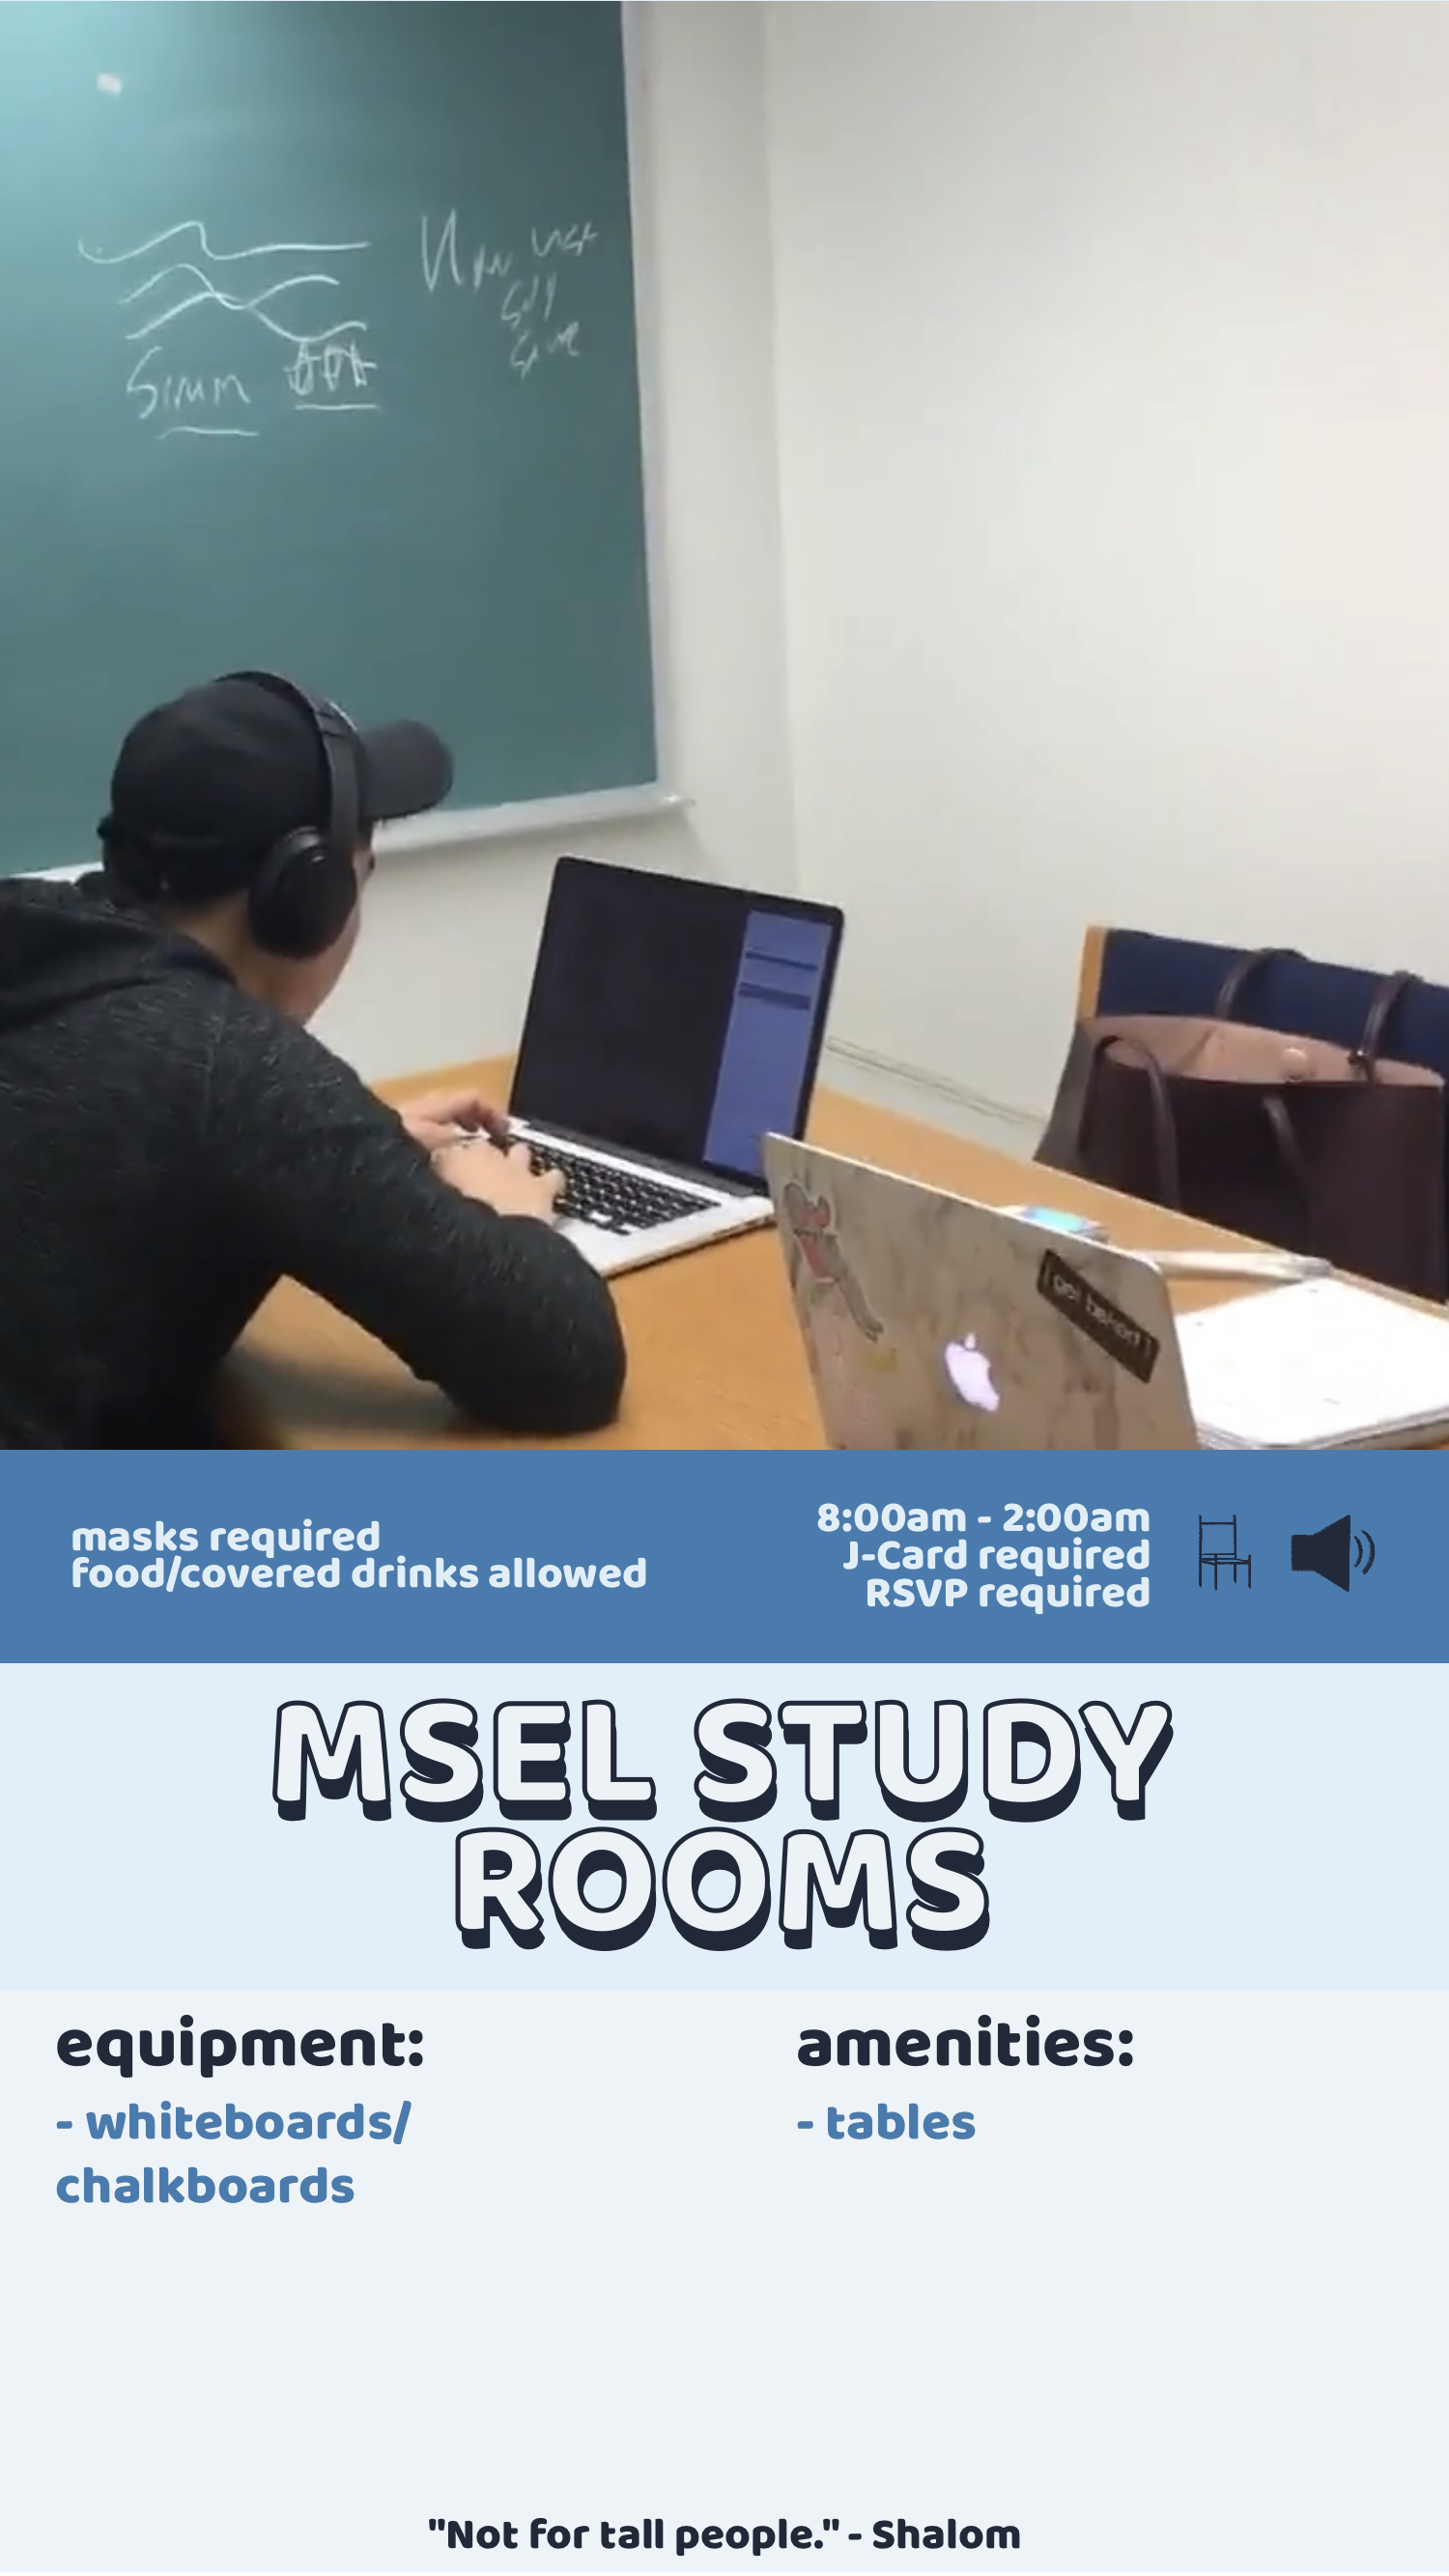 masks required
food/covered drinks allowed
8:00am - 2:00am
J-Card required
RSVP required
MSEL STUDY
ROOMS
equipment:
- whiteboards/
chalkboards
amenities:
- tables
"Not for tall people." - Shalom